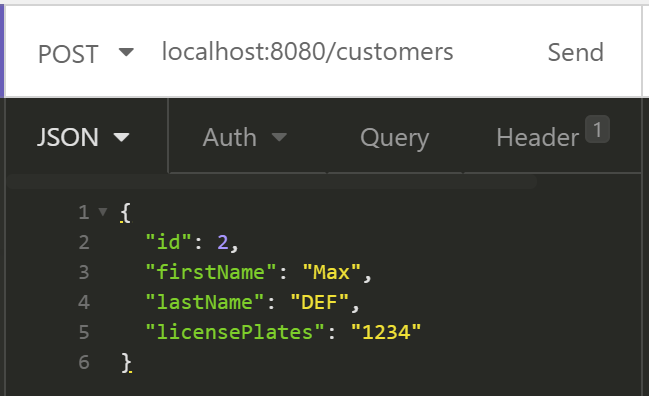 POST localhost:8080/customers Send
JSON Auth Query Header 1
1 {
2 "id": 2,
3 "firstName": "Max",
4 "lastName": "DEF",
5 "licensePlates": "1234"
6 }